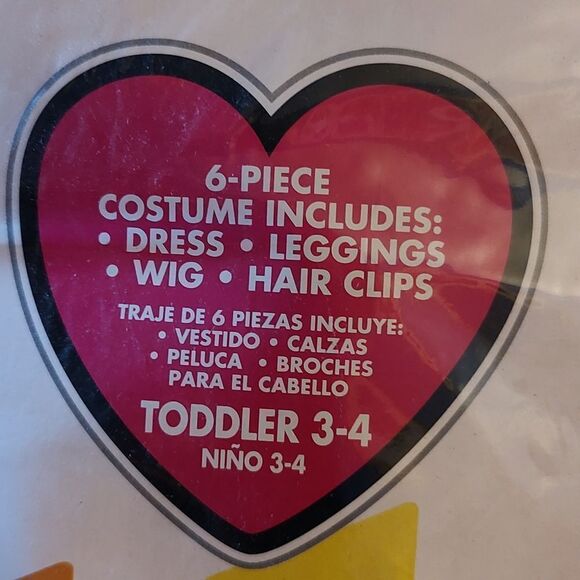 6-PIECE
COSTUME INCLUDES:
• DRESS • LEGGINGS
• WIG • HAIR CLIPS
TRAJE DE 6 PIEZAS INCLUYE:
• VESTIDO • CALZAS
• PELUCA • BROCHES
PARA EL CABELLO
TODDLER 3-4
NIÑO 3-4